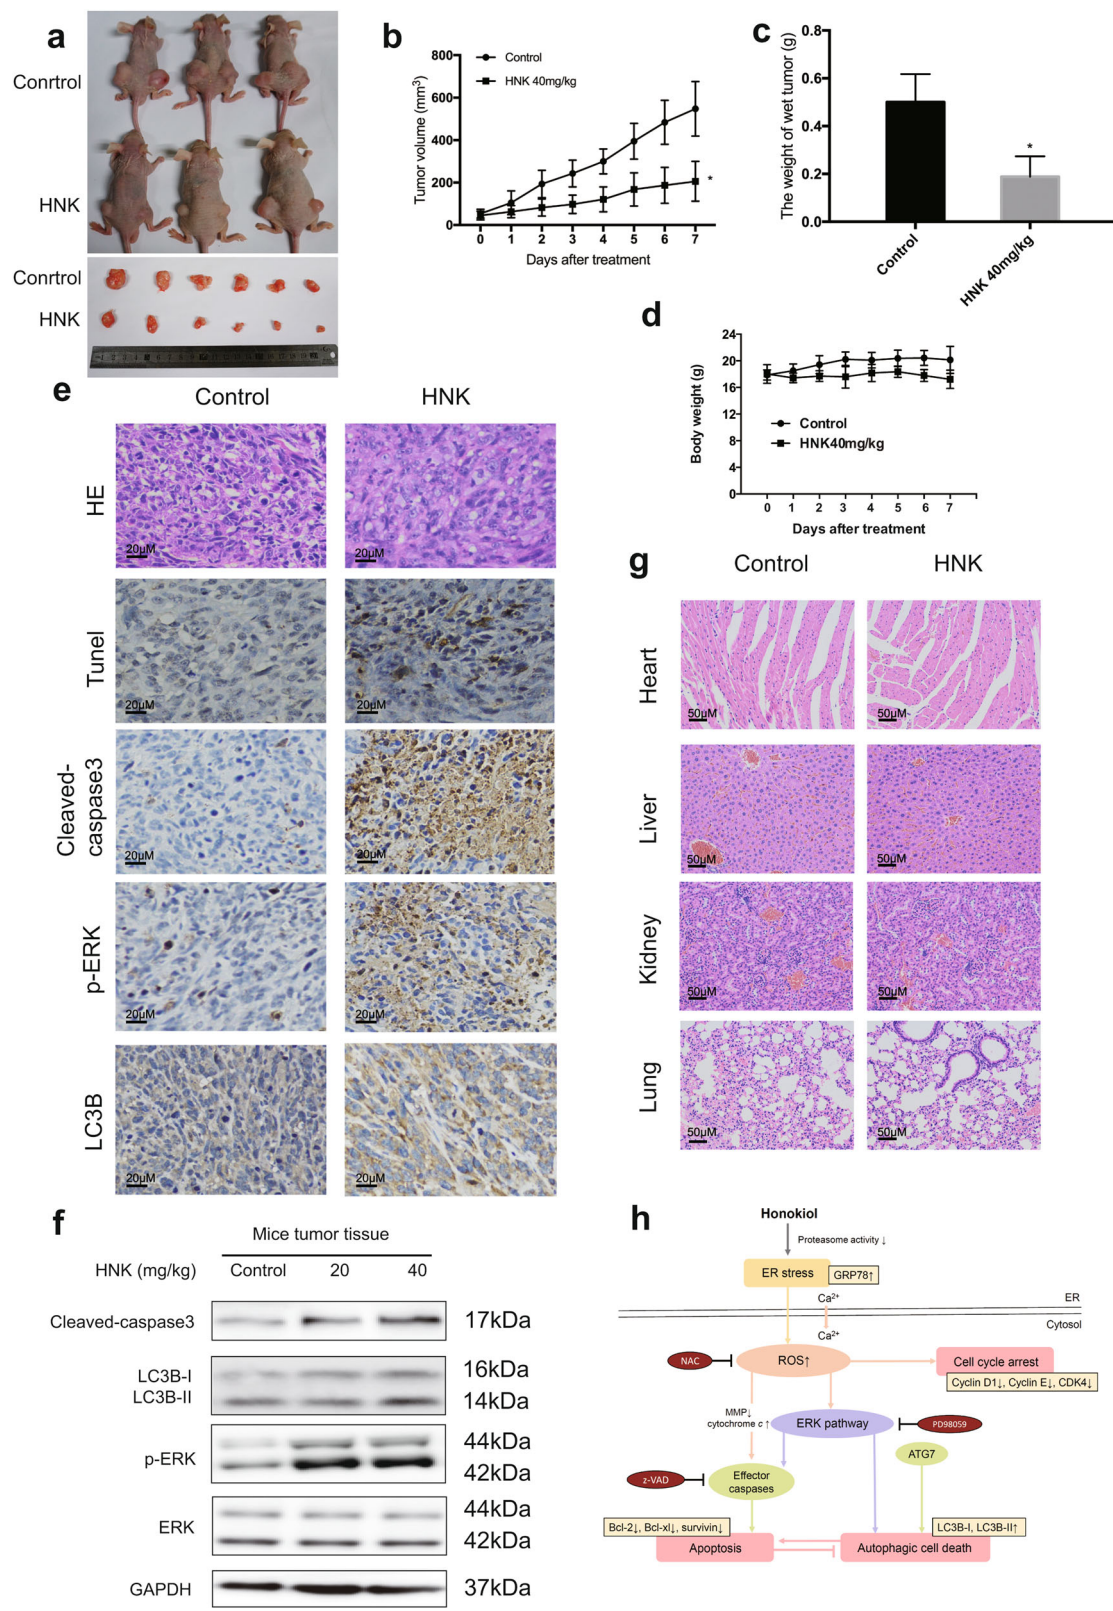 a
Conrtrol
HNK
Conrtrol
HNK
b
Tumor volume (mm³)
800
600
400
200
0
Control
HNK 40mg/kg
*
0 1 2 3 4 5 6 7
Days after treatment
c
The weight of wet tumor (g)
0.8
0.6
0.4
0.2
0.0
*
Control
HNK 40mg/kg
d
Body weight (g)
24
20
16
12
8
4
0
Control
HNK40mg/kg
0 1 2 3 4 5 6 7
Days after treatment
e
Control HNK
HE
20μM 20μM
Tunel
20μM 20μM
Cleaved-
caspase3
20μM 20μM
p-ERK
20μM 20μM
LC3B
20μM 20μM
f
Mice tumor tissue
HNK (mg/kg) Control 20 40
Cleaved-caspase3 17kDa
LC3B-I 16kDa
LC3B-II 14kDa
p-ERK 44kDa
42kDa
ERK 44kDa
42kDa
GAPDH 37kDa
g
Control HNK
Heart
50μM 50μM
Liver
50μM 50μM
Kidney
50μM 50μM
Lung
50μM 50μM
h
Honokiol
Proteasome activity ↓
ER stress
GRP78↑
Ca²⁺
ER
Cytosol
Ca²⁺
NAC
ROS↑
Cell cycle arrest
Cyclin D1↓, Cyclin E↓, CDK4↓
MMP↓
cytochrome c ↑
ERK pathway
PD98059
ATG7
z-VAD
Effector
caspases
Bcl-2↓, Bcl-xl↓, survivin↓
LC3B-I, LC3B-II↑
Apoptosis
Autophagic cell death